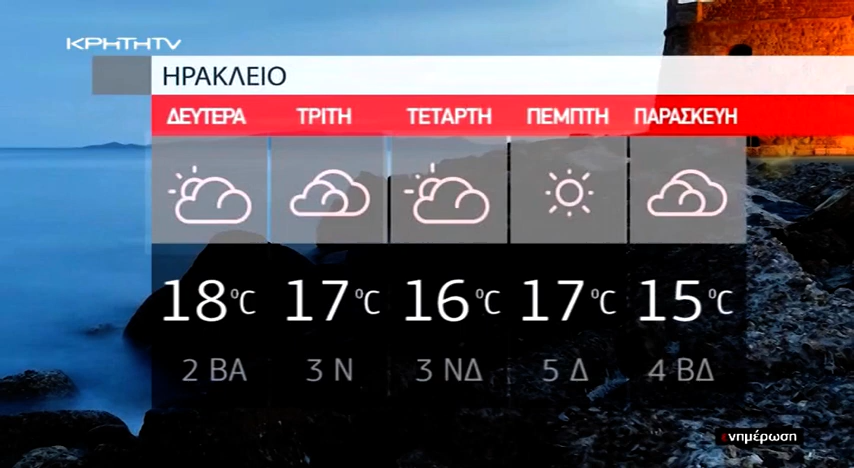 ΚΡΗΤΗTV
ΗΡΑΚΛΕΙΟ
ΔΕΥΤΕΡΑ ΤΡΙΤΗ ΤΕΤΑΡΤΗ ΠΕΜΠΤΗ ΠΑΡΑΣΚΕΥΗ
18°C 17°C 16°C 17°C 15°C
2 ΒΑ 3 Ν 3 ΝΔ 5 Δ 4 ΒΔ
ενημέρωση